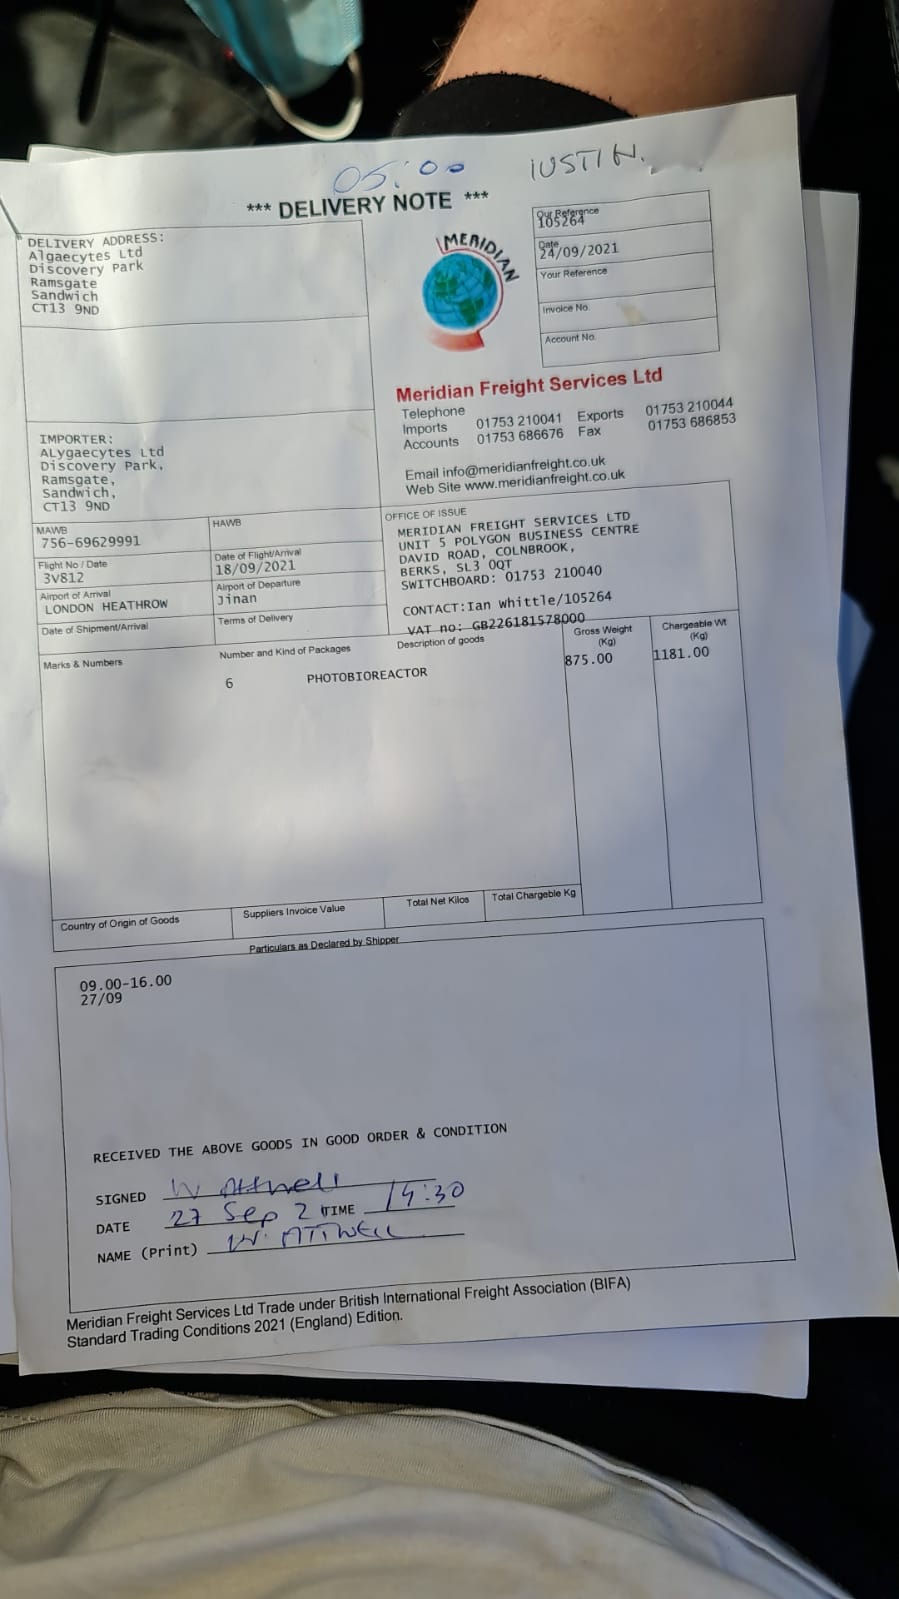 05:00
IUSTIN.
*** DELIVERY NOTE ***
DELIVERY ADDRESS:
Algaecytes Ltd
Discovery Park
Ramsgate
Sandwich
CT13 9ND
Our Reference
105264
Date
24/09/2021
Your Reference
Invoice No.
Account No.
MERIDIAN
Meridian Freight Services Ltd
Telephone
Imports 01753 210041 Exports 01753 210044
Accounts 01753 686676 Fax 01753 686853
Email info@meridianfreight.co.uk
Web Site www.meridianfreight.co.uk
IMPORTER:
ALygaecytes Ltd
Discovery Park,
Ramsgate,
Sandwich,
CT13 9ND
MAWB
756-69629991
HAWB
Flight No / Date
3V812
Date of Flight/Arrival
18/09/2021
Airport of Arrival
LONDON HEATHROW
Airport of Departure
Jinan
Date of Shipment/Arrival
Terms of Delivery
OFFICE OF ISSUE
MERIDIAN FREIGHT SERVICES LTD
UNIT 5 POLYGON BUSINESS CENTRE
DAVID ROAD, COLNBROOK,
BERKS, SL3 0QT
SWITCHBOARD: 01753 210040
CONTACT:Ian Whittle/105264
VAT no: GB226181578000
Marks & Numbers
Number and Kind of Packages
Description of goods
Gross Weight
(Kg)
Chargeable Wt
(Kg)
6 PHOTOBIOREACTOR 875.00 1181.00
Country of Origin of Goods
Suppliers Invoice Value
Total Net Kilos
Total Chargeble Kg
Particulars as Declared by Shipper
09.00-16.00
27/09
RECEIVED THE ABOVE GOODS IN GOOD ORDER & CONDITION
SIGNED W Attwell
DATE 27 Sep 21 TIME 14:30
NAME (Print) W. ATTWELL
Meridian Freight Services Ltd Trade under British International Freight Association (BIFA)
Standard Trading Conditions 2021 (England) Edition.